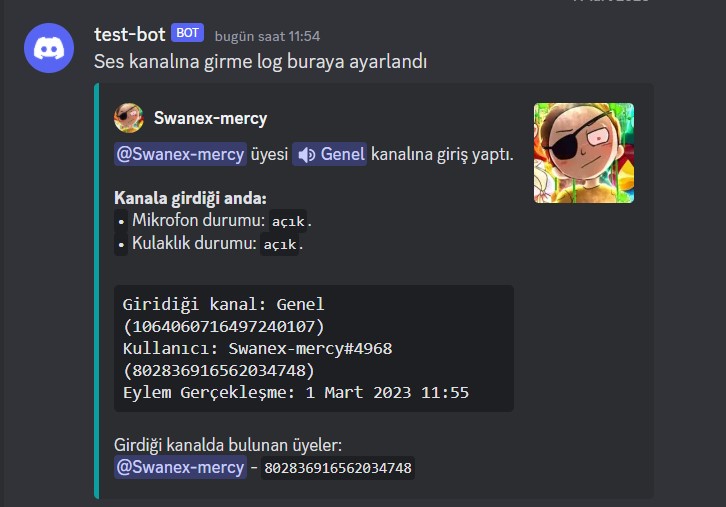 test-bot BOT bugün saat 11:54
Ses kanalına girme log buraya ayarlandı
Swanex-mercy
@Swanex-mercy üyesi Genel kanalına giriş yaptı.
Kanala girdiği anda:
• Mikrofon durumu: açık.
• Kulaklık durumu: açık.
Giridiği kanal: Genel
(1064060716497240107)
Kullanıcı: Swanex-mercy#4968
(802836916562034748)
Eylem Gerçekleşme: 1 Mart 2023 11:55
Girdiği kanalda bulunan üyeler:
@Swanex-mercy - 802836916562034748